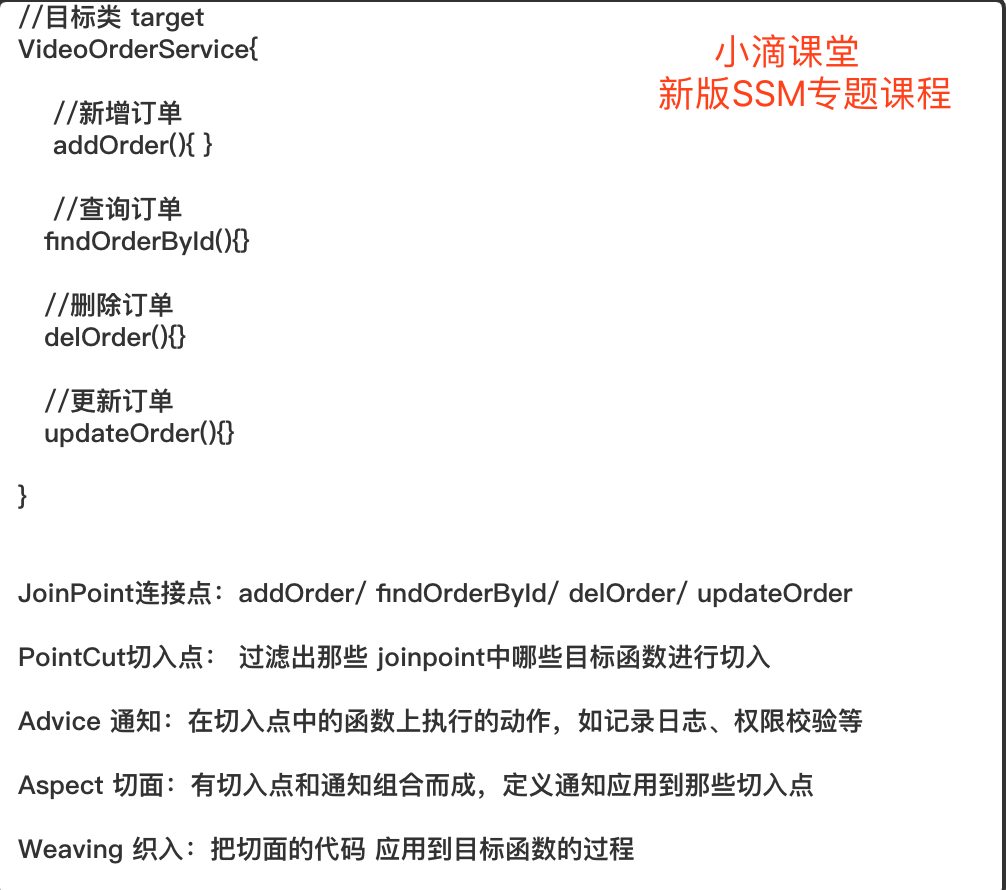 //目标类 target
VideoOrderService{
小滴课堂
新版SSM专题课程
//新增订单
addOrder(){ }
//查询订单
findOrderById(){}
//删除订单
delOrder(){}
//更新订单
updateOrder(){}
}
JoinPoint连接点：addOrder/ findOrderById/ delOrder/ updateOrder
PointCut切入点： 过滤出那些 joinpoint中哪些目标函数进行切入
Advice 通知：在切入点中的函数上执行的动作，如记录日志、权限校验等
Aspect 切面：有切入点和通知组合而成，定义通知应用到那些切入点
Weaving 织入：把切面的代码 应用到目标函数的过程